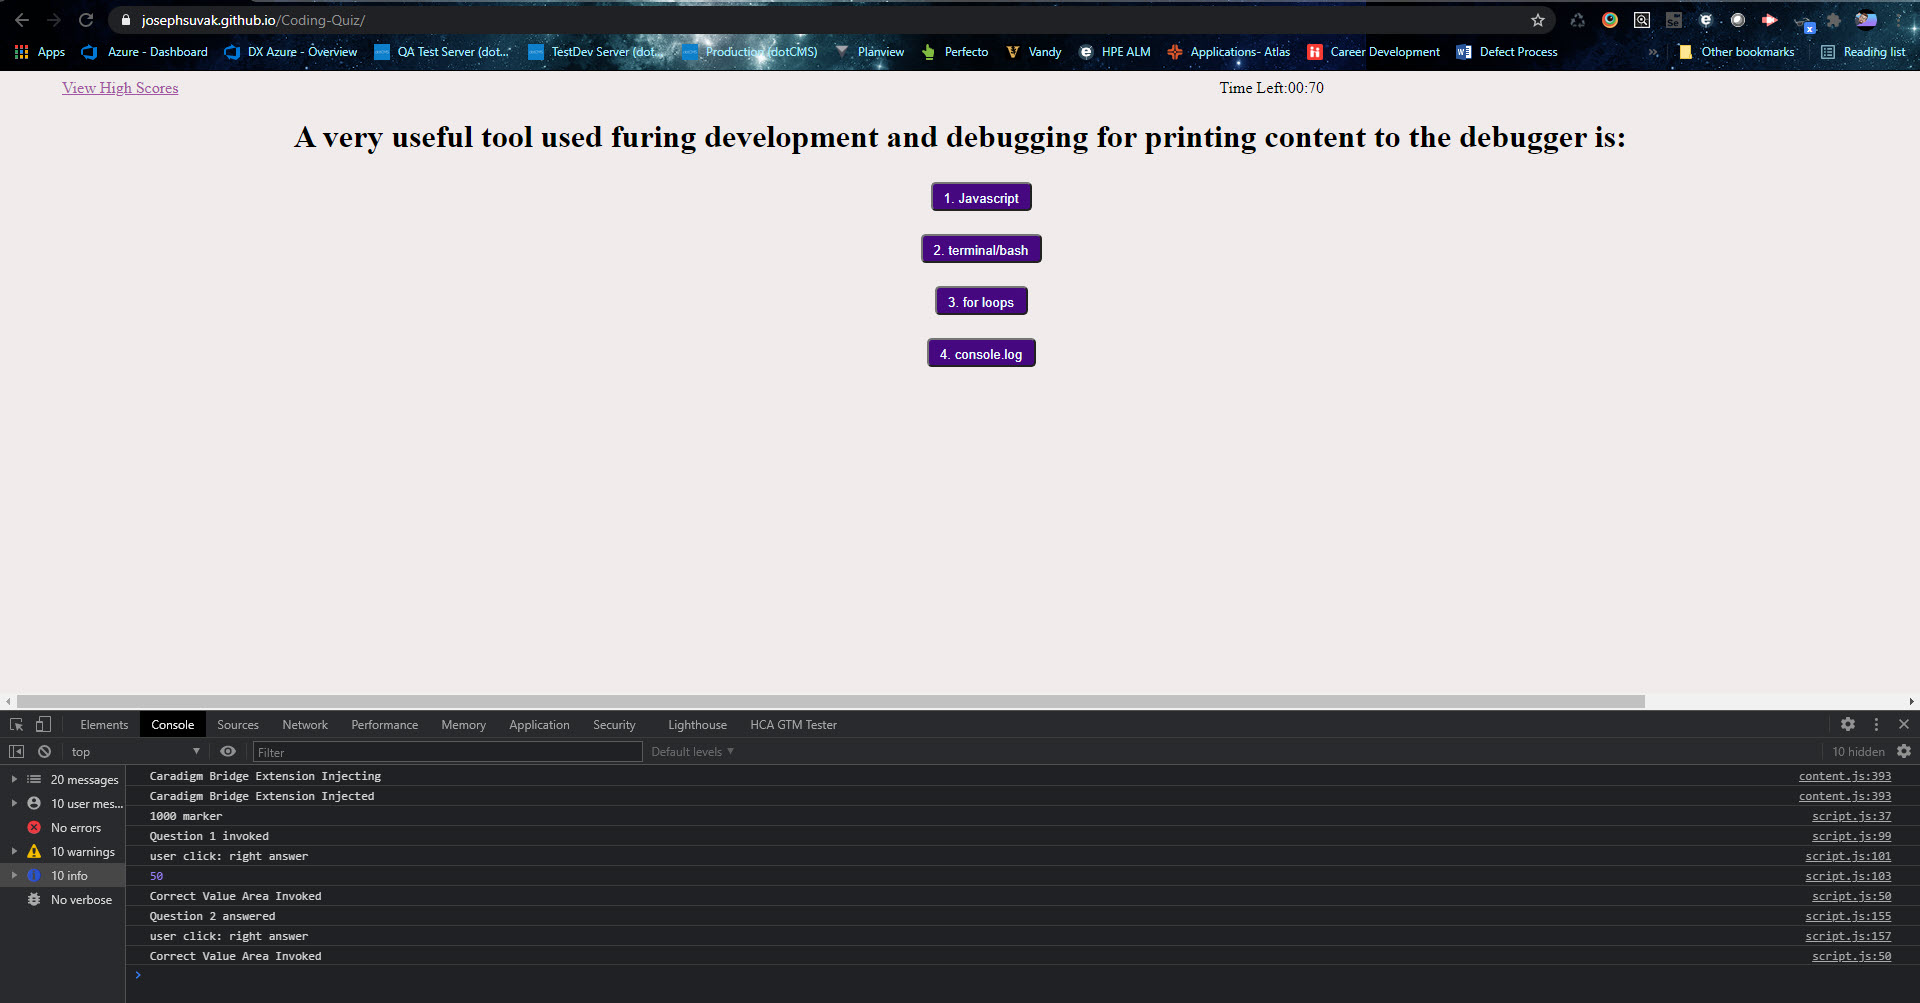 josephsuvak.github.io/Coding-Quiz/
Apps Azure - Dashboard DX Azure - Overview QA Test Server (dot... TestDev Server (dot... Production (dotCMS) Planview Perfecto Vandy HPE ALM Applications- Atlas Career Development Defect Process » Other bookmarks Reading list
View High Scores Time Left:00:70
A very useful tool used furing development and debugging for printing content to the debugger is:
1. Javascript
2. terminal/bash
3. for loops
4. console.log
Elements Console Sources Network Performance Memory Application Security Lighthouse HCA GTM Tester
top Filter Default levels 10 hidden
20 messages
10 user mes...
No errors
10 warnings
10 info
No verbose
Caradigm Bridge Extension Injecting content.js:393
Caradigm Bridge Extension Injected content.js:393
1000 marker script.js:37
Question 1 invoked script.js:99
user click: right answer script.js:101
50 script.js:103
Correct Value Area Invoked script.js:50
Question 2 answered script.js:155
user click: right answer script.js:157
Correct Value Area Invoked script.js:50